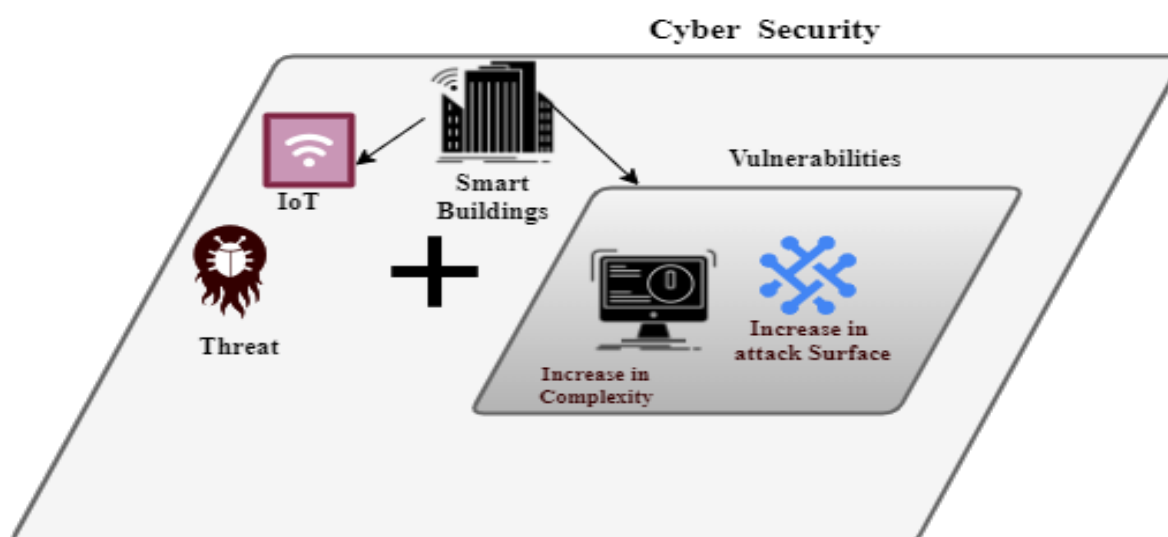 Cyber Security
Vulnerabilities
Smart
Buildings
IoT
Threat
Increase in
attack Surface
Increase in
Complexity